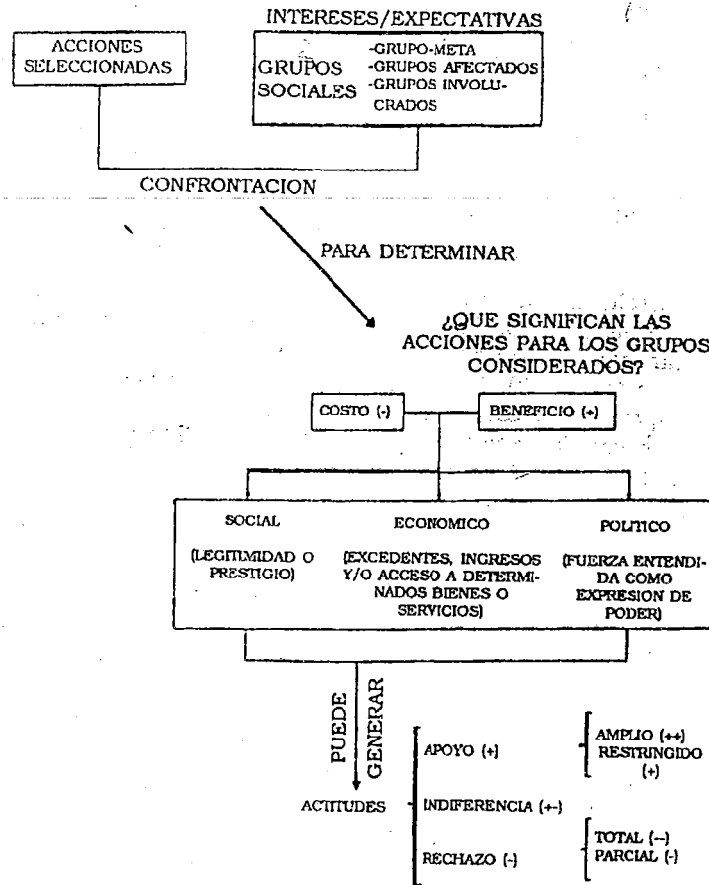 INTERESES/EXPECTATIVAS
ACCIONES
SELECCIONADAS
GRUPOS
SOCIALES
-GRUPO-META
-GRUPOS AFECTADOS
-GRUPOS INVOLU-
CRADOS
CONFRONTACION
PARA DETERMINAR
¿QUE SIGNIFICAN LAS
ACCIONES PARA LOS GRUPOS
CONSIDERADOS?
COSTO (-)
BENEFICIO (+)
SOCIAL
(LEGITIMIDAD O
PRESTIGIO)
ECONOMICO
(EXCEDENTES, INGRESOS
Y/O ACCESO A DETERMI-
NADOS BIENES O
SERVICIOS)
POLITICO
(FUERZA ENTENDI-
DA COMO
EXPRESION DE
PODER)
PUEDE
GENERAR
ACTITUDES
APOYO (+)
AMPLIO (++)
RESTRINGIDO
(+)
INDIFERENCIA (+-)
RECHAZO (-)
TOTAL (--)
PARCIAL (-)